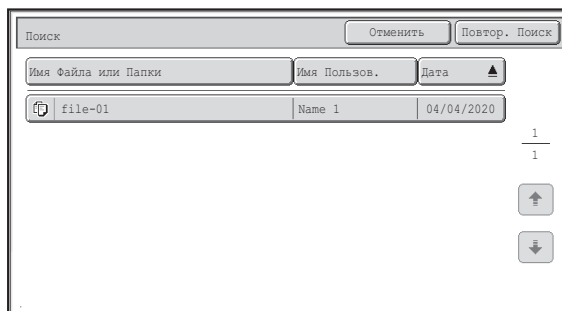 Поиск Отменить Повтор. Поиск
Имя Файла или Папки Имя Пользов. Дата
file-01 Name 1 04/04/2020
1
1